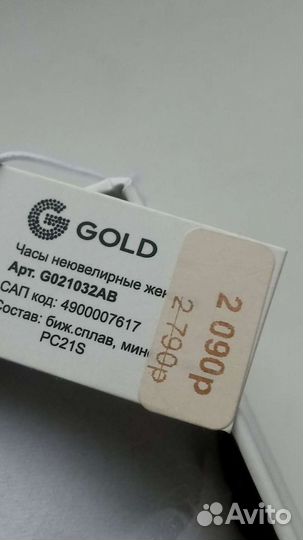 GOLD
Часы неювелирные жен
Арт. G021032AB
САП код: 4900007617
Состав: биж.сплав, мин
PC21S
2 090р
2 790р
Avito